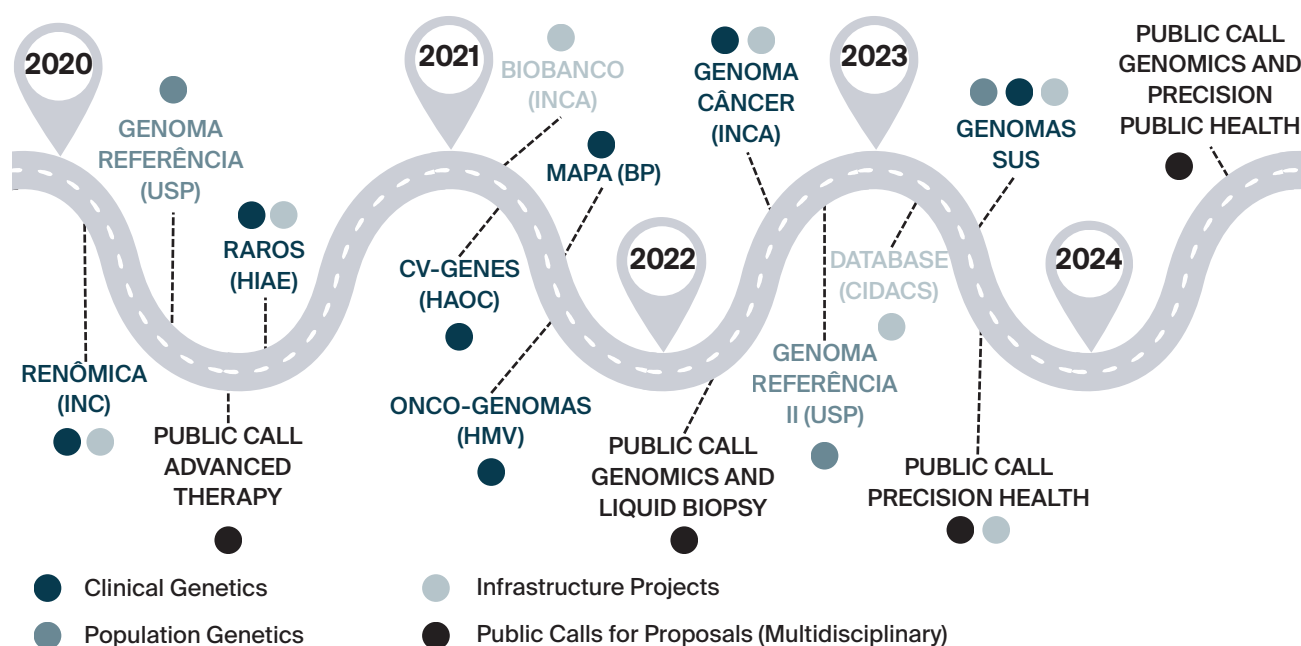 2020
GENOMA
REFERÊNCIA
(USP)
RAROS
(HIAE)
RENÔMICA
(INC)
PUBLIC CALL
ADVANCED
THERAPY
2021
BIOBANCO
(INCA)
MAPA (BP)
CV-GENES
(HAOC)
ONCO-GENOMAS
(HMV)
2022
GENOMA
CÂNCER
(INCA)
PUBLIC CALL
GENOMICS AND
LIQUID BIOPSY
2023
GENOMAS
SUS
DATABASE
(CIDACS)
GENOMA
REFERÊNCIA
II (USP)
PUBLIC CALL
PRECISION HEALTH
2024
PUBLIC CALL
GENOMICS AND
PRECISION
PUBLIC HEALTH
Clinical Genetics
Population Genetics
Infrastructure Projects
Public Calls for Proposals (Multidisciplinary)